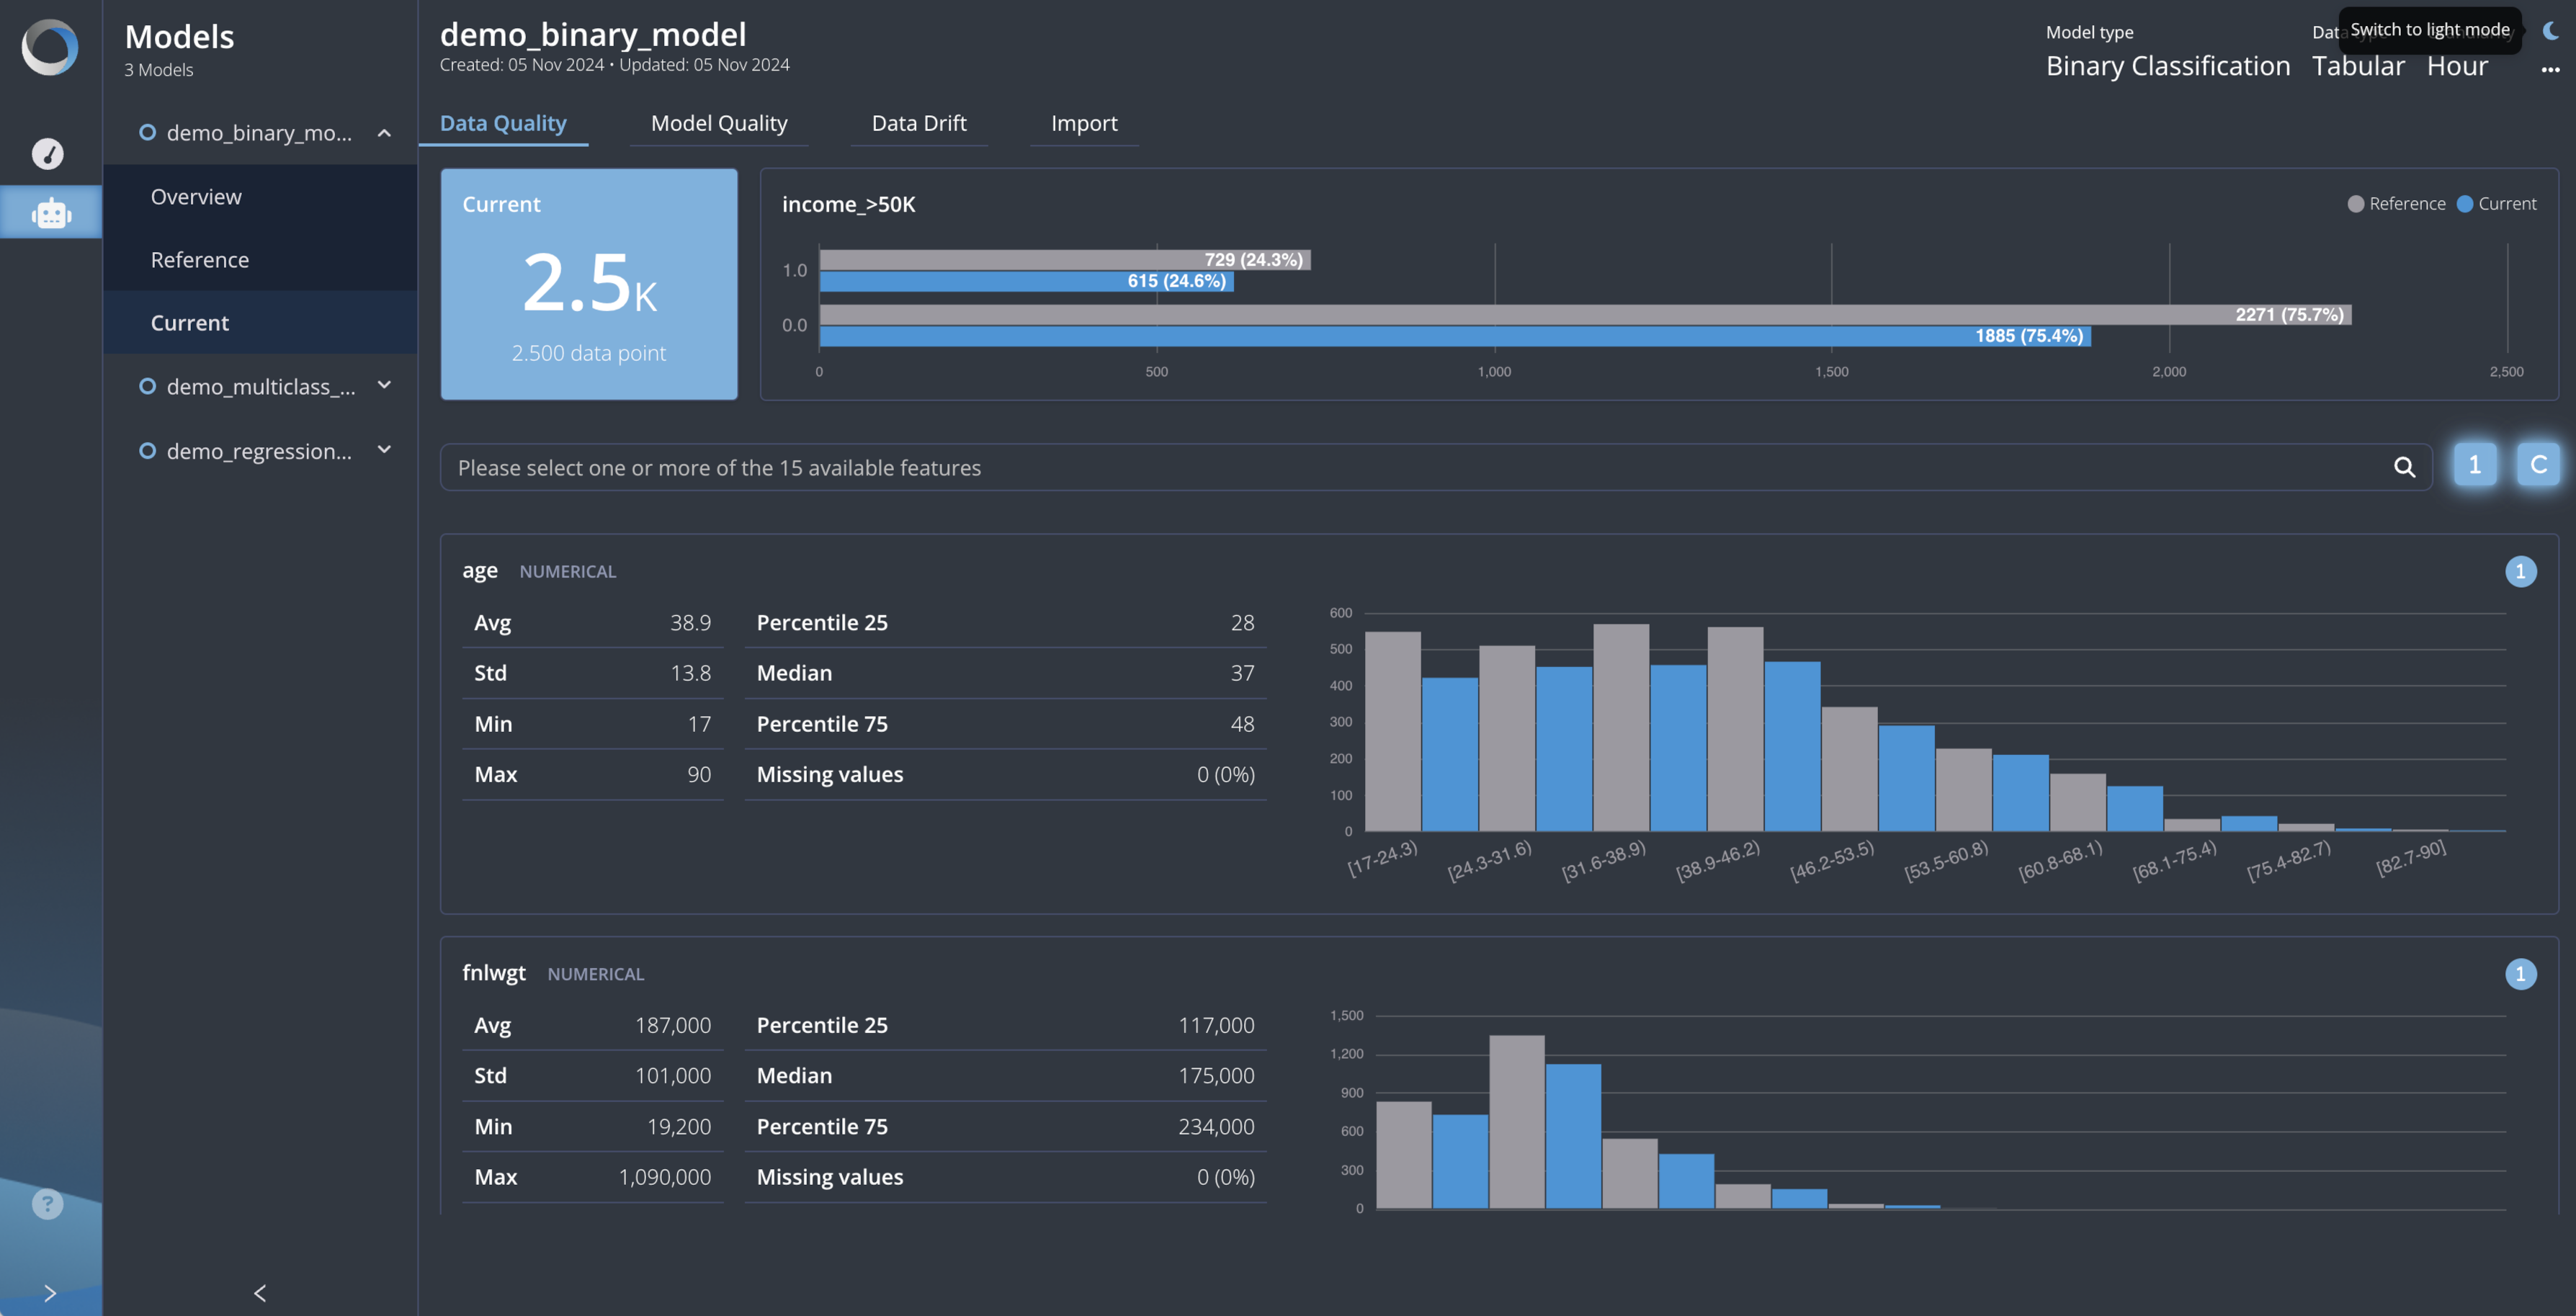 Models
3 Models
demo_binary_mo...
Overview
Reference
Current
demo_multiclass_...
demo_regression...
?
demo_binary_model
Created: 05 Nov 2024 • Updated: 05 Nov 2024
Model type
Binary Classification
Data type
Tabular
Hour
Switch to light mode
...
Data Quality
Model Quality
Data Drift
Import
Current
2.5K
2.500 data point
income_>50K
Reference
Current
1.0
729 (24.3%)
615 (24.6%)
0.0
2271 (75.7%)
1885 (75.4%)
0 500 1,000 1,500 2,000 2,500
Please select one or more of the 15 available features
1
C
age NUMERICAL
1
Avg 38.9 Percentile 25 28
Std 13.8 Median 37
Min 17 Percentile 75 48
Max 90 Missing values 0 (0%)
600
500
400
300
200
100
0
[17-24.3) [24.3-31.6) [31.6-38.9) [38.9-46.2) [46.2-53.5) [53.5-60.8) [60.8-68.1) [68.1-75.4) [75.4-82.7) [82.7-90]
fnlwgt NUMERICAL
1
Avg 187,000 Percentile 25 117,000
Std 101,000 Median 175,000
Min 19,200 Percentile 75 234,000
Max 1,090,000 Missing values 0 (0%)
1,500
1,200
900
600
300
0